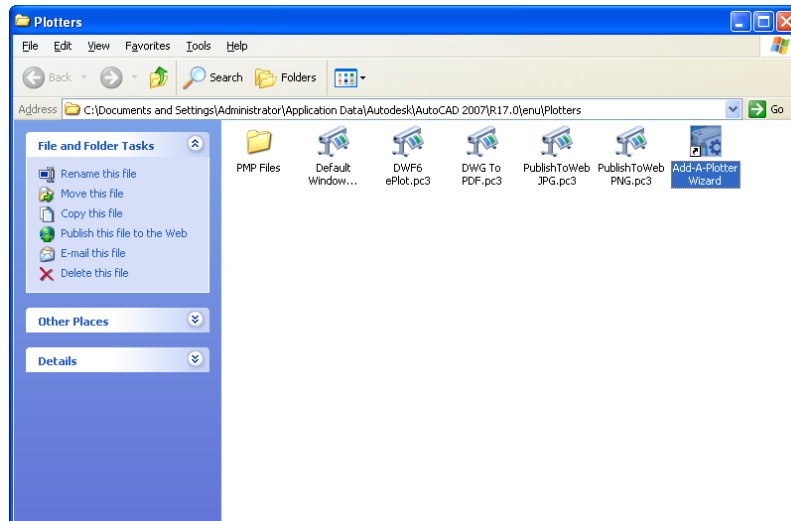 Plotters
File Edit View Favorites Tools Help
Back Search Folders
Address C:\Documents and Settings\Administrator\Application Data\Autodesk\AutoCAD 2007\R17.0\enu\Plotters Go
File and Folder Tasks
Rename this file
Move this file
Copy this file
Publish this file to the Web
E-mail this file
Delete this file
Other Places
Details
PMP Files
Default
Window...
DWF6
ePlot.pc3
DWG To
PDF.pc3
PublishToWeb
JPG.pc3
PublishToWeb
PNG.pc3
Add-A-Plotter
Wizard